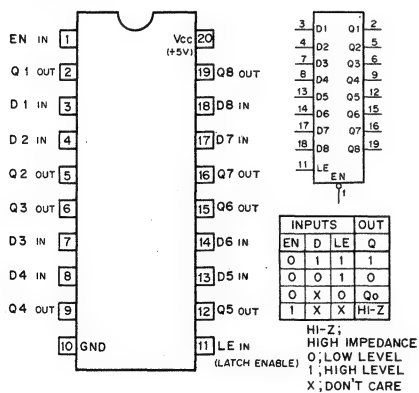 EN IN 1
Q1 OUT 2
D1 IN 3
D2 IN 4
Q2 OUT 5
Q3 OUT 6
D3 IN 7
D4 IN 8
Q4 OUT 9
10 GND
Vcc 20
(+5V)
19 Q8 OUT
18 D8 IN
17 D7 IN
16 Q7 OUT
15 Q6 OUT
14 D6 IN
13 D5 IN
12 Q5 OUT
11 LE IN
(LATCH ENABLE)
3 D1 Q1 2
4 D2 Q2 5
7 D3 Q3 6
8 D4 Q4 9
13 D5 Q5 12
14 D6 Q6 15
17 D7 Q7 16
18 D8 Q8 19
11 LE
EN
1
INPUTS OUT
EN D LE Q
0 1 1 1
0 0 1 0
0 X 0 Qo
1 X X HI-Z
HI-Z;
HIGH IMPEDANCE
0; LOW LEVEL
1; HIGH LEVEL
X; DON'T CARE